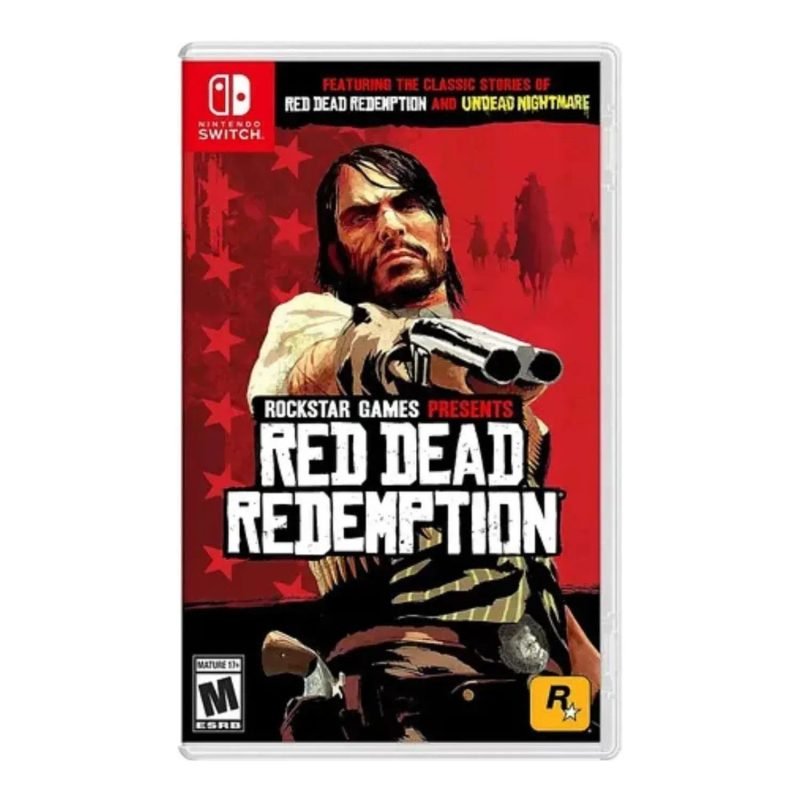 NINTENDO
SWITCH
FEATURING THE CLASSIC STORIES OF
RED DEAD REDEMPTION AND UNDEAD NIGHTMARE
ROCKSTAR GAMES PRESENTS
RED DEAD
REDEMPTION
MATURE 17+
M
ESRB
R